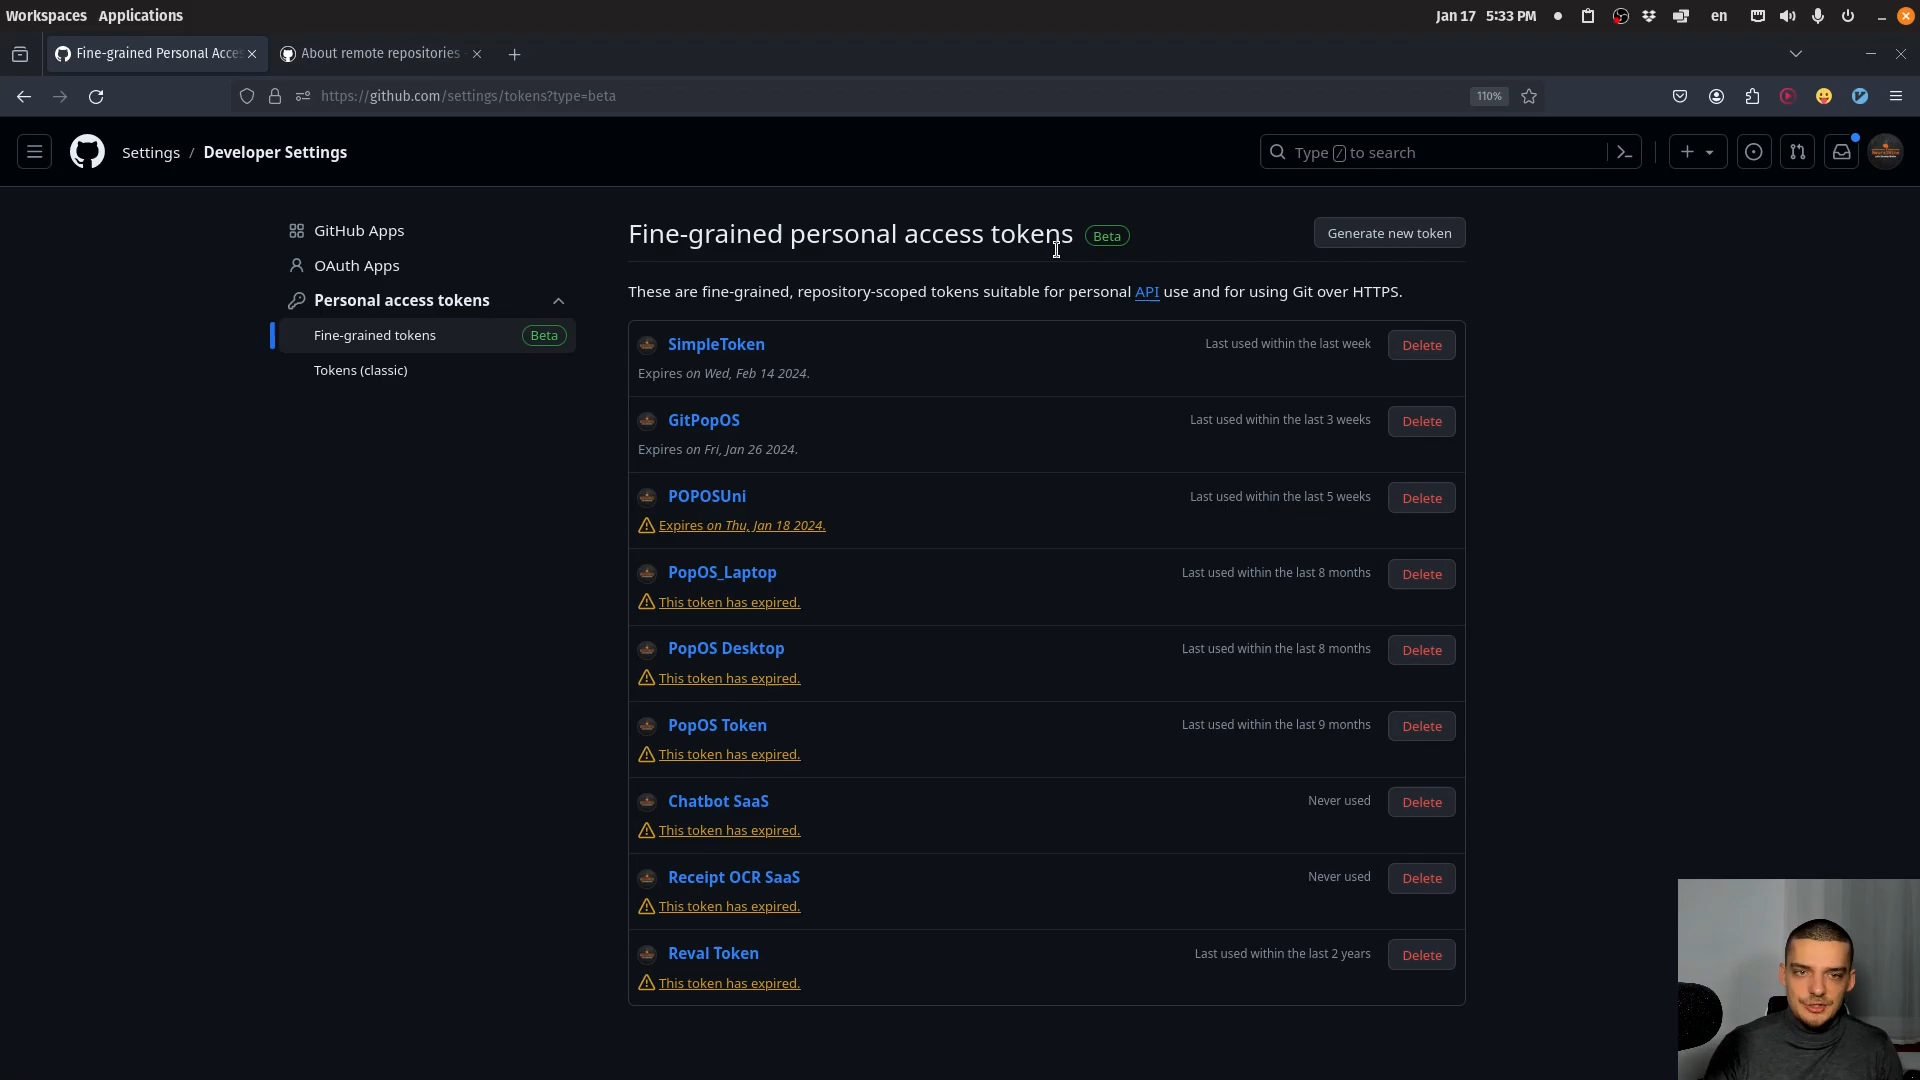 Workspaces Applications
Jan 17 5:33 PM
en
Fine-grained Personal Acce
About remote repositories
https://github.com/settings/tokens?type=beta
110%
Settings / Developer Settings
Type / to search
GitHub Apps
OAuth Apps
Personal access tokens
Fine-grained tokens Beta
Tokens (classic)
Fine-grained personal access tokens Beta
Generate new token
These are fine-grained, repository-scoped tokens suitable for personal API use and for using Git over HTTPS.
SimpleToken Last used within the last week Delete
Expires on Wed, Feb 14 2024.
GitPopOS Last used within the last 3 weeks Delete
Expires on Fri, Jan 26 2024.
POPOSUni Last used within the last 5 weeks Delete
Expires on Thu, Jan 18 2024.
PopOS_Laptop Last used within the last 8 months Delete
This token has expired.
PopOS Desktop Last used within the last 8 months Delete
This token has expired.
PopOS Token Last used within the last 9 months Delete
This token has expired.
Chatbot SaaS Never used Delete
This token has expired.
Receipt OCR SaaS Never used Delete
This token has expired.
Reval Token Last used within the last 2 years Delete
This token has expired.